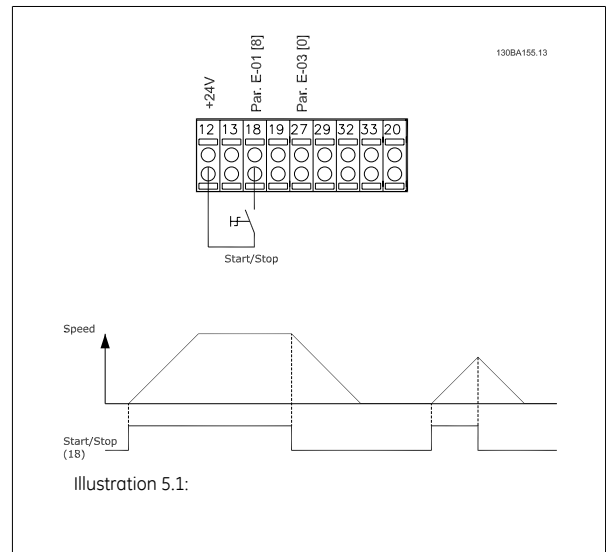 130BA155.13
+24V
Par. E-01 [8]
Par. E-03 [0]
12 13 18 19 27 29 32 33 20
Start/Stop
Speed
Start/Stop
(18)
Illustration 5.1: